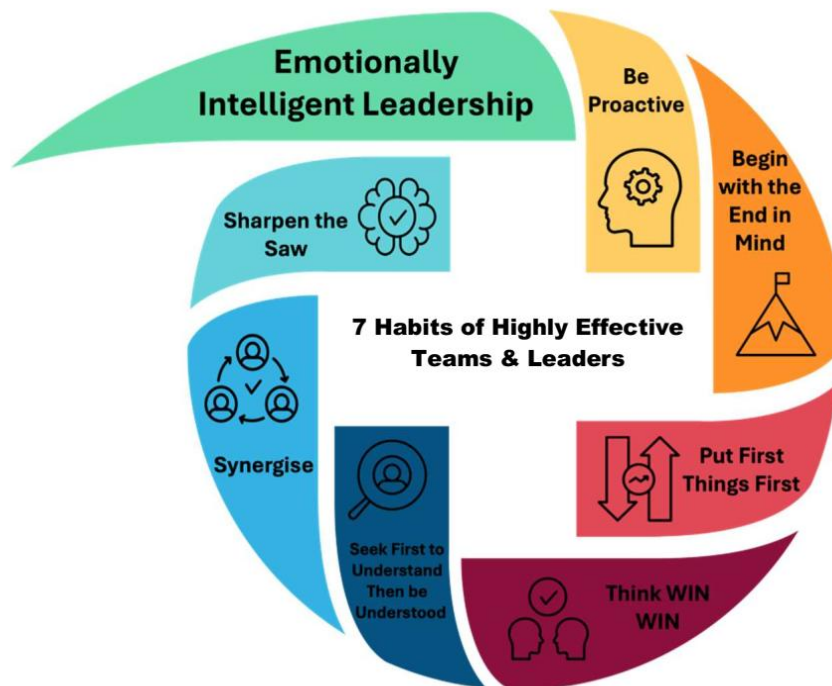 Emotionally
Intelligent Leadership
Be
Proactive
Begin
with the
End in
Mind
Put First
Things First
Think WIN
WIN
Seek First to
Understand
Then be
Understood
Synergise
Sharpen the
Saw
7 Habits of Highly Effective
Teams & Leaders